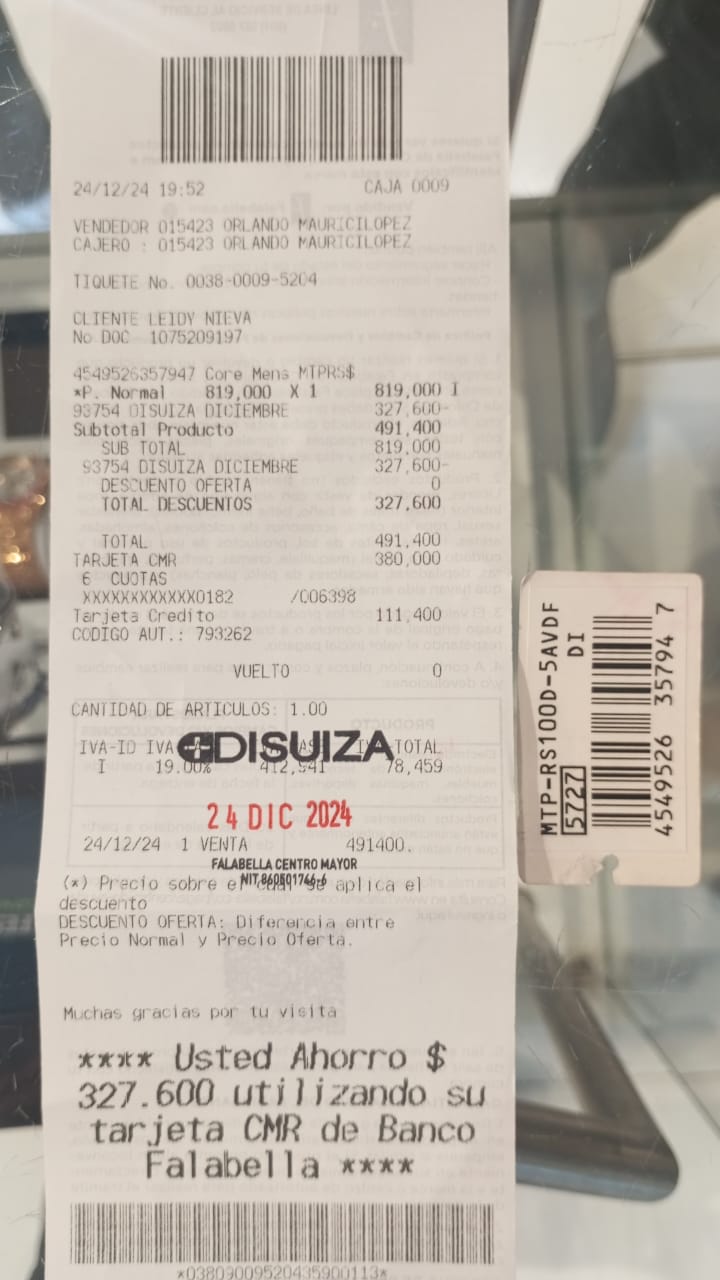 24/12/24 19:52 CAJA 0009
VENDEDOR 015423 ORLANDO MAURICILOPEZ
CAJERO : 015423 ORLANDO MAURICILOPEZ
TIQUETE No. 0038-0009-5204
CLIENTE LEIDY NIEVA
No DOC 1075209197
4549526357947 Core Mens MTPRS$
*P. Normal 819,000 X 1 819,000 I
93754 DISUIZA DICIEMBRE 327,600-
Subtotal Producto 491,400
SUB TOTAL 819,000
93754 DISUIZA DICIEMBRE 327,600-
DESCUENTO OFERTA 0
TOTAL DESCUENTOS 327,600
TOTAL 491,400
TARJETA CMR 380,000
6 CUOTAS
XXXXXXXXXXXX0182 /006398
Tarjeta Credito 111,400
CODIGO AUT.: 793262
VUELTO 0
CANTIDAD DE ARTICULOS: 1.00
IVA-ID IVA TOTAL
DISUIZA
I 19.00% 412,941 78,459
24 DIC 2024
24/12/24 1 VENTA 491400.
FALABELLA CENTRO MAYOR
NIT.860501746-6
(*) Precio sobre el cual se aplica el
descuento
DESCUENTO OFERTA: Diferencia entre
Precio Normal y Precio Oferta.
Muchas gracias por tu visita
**** Usted Ahorro $
327.600 utilizando su
tarjeta CMR de Banco
Falabella ****
*03809009520435900113*
MTP-RS100D-5AVDF
DI
5727
4549526 35794 7